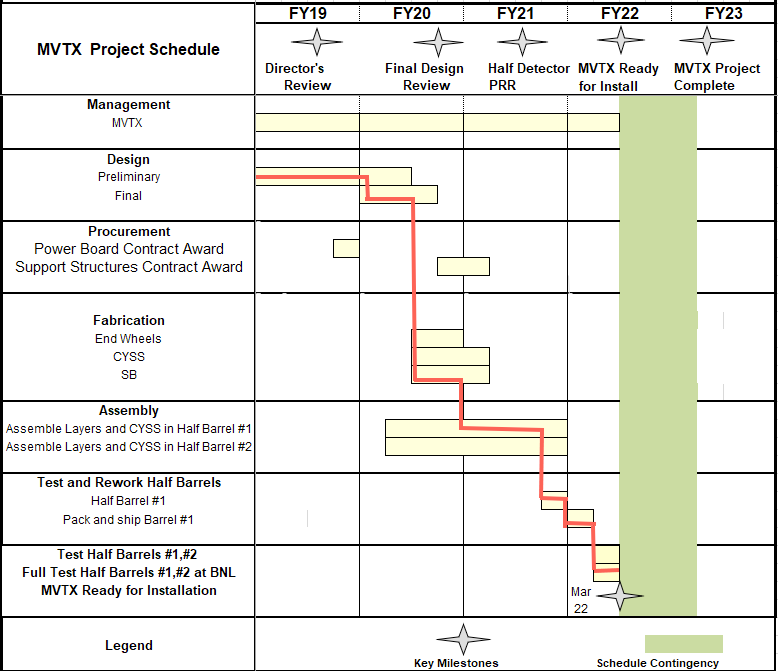 FY19 FY20 FY21 FY22 FY23
MVTX Project Schedule
Director's
Review
Final Design
Review
Half Detector
PRR
MVTX Ready
for Install
MVTX Project
Complete
Management
MVTX
Design
Preliminary
Final
Procurement
Power Board Contract Award
Support Structures Contract Award
Fabrication
End Wheels
CYSS
SB
Assembly
Assemble Layers and CYSS in Half Barrel #1
Assemble Layers and CYSS in Half Barrel #2
Test and Rework Half Barrels
Half Barrel #1
Pack and ship Barrel #1
Test Half Barrels #1,#2
Full Test Half Barrels #1,#2 at BNL
MVTX Ready for Installation
Mar
22
Legend
Key Milestones
Schedule Contingency